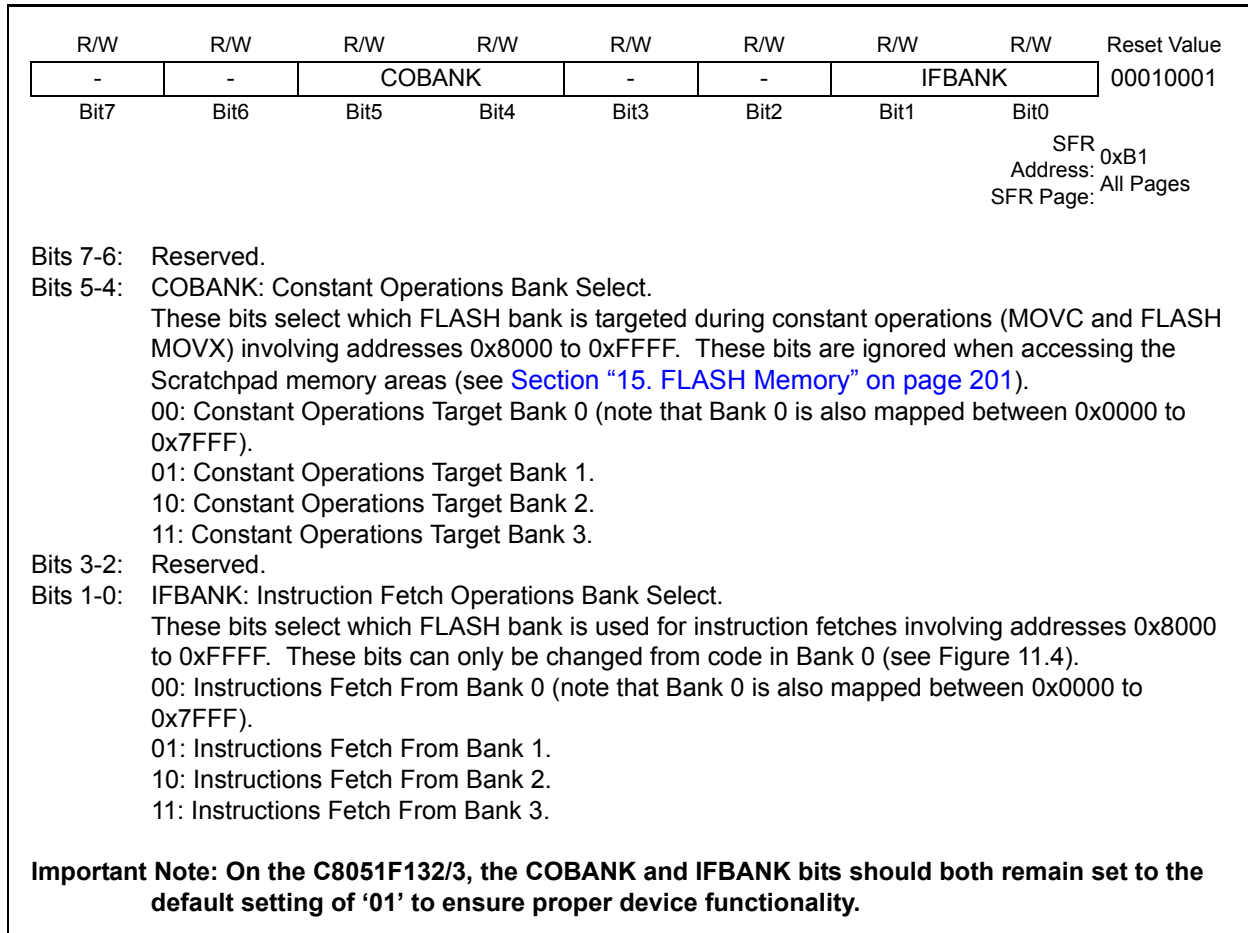 R/W R/W R/W R/W R/W R/W R/W R/W Reset Value
- - COBANK - - IFBANK 00010001
Bit7 Bit6 Bit5 Bit4 Bit3 Bit2 Bit1 Bit0
SFR Address: 0xB1
SFR Page: All Pages
Bits 7-6: Reserved.
Bits 5-4: COBANK: Constant Operations Bank Select.
These bits select which FLASH bank is targeted during constant operations (MOVC and FLASH
MOVX) involving addresses 0x8000 to 0xFFFF. These bits are ignored when accessing the
Scratchpad memory areas (see Section “15. FLASH Memory” on page 201).
00: Constant Operations Target Bank 0 (note that Bank 0 is also mapped between 0x0000 to
0x7FFF).
01: Constant Operations Target Bank 1.
10: Constant Operations Target Bank 2.
11: Constant Operations Target Bank 3.
Bits 3-2: Reserved.
Bits 1-0: IFBANK: Instruction Fetch Operations Bank Select.
These bits select which FLASH bank is used for instruction fetches involving addresses 0x8000
to 0xFFFF. These bits can only be changed from code in Bank 0 (see Figure 11.4).
00: Instructions Fetch From Bank 0 (note that Bank 0 is also mapped between 0x0000 to
0x7FFF).
01: Instructions Fetch From Bank 1.
10: Instructions Fetch From Bank 2.
11: Instructions Fetch From Bank 3.
Important Note: On the C8051F132/3, the COBANK and IFBANK bits should both remain set to the
default setting of ‘01’ to ensure proper device functionality.